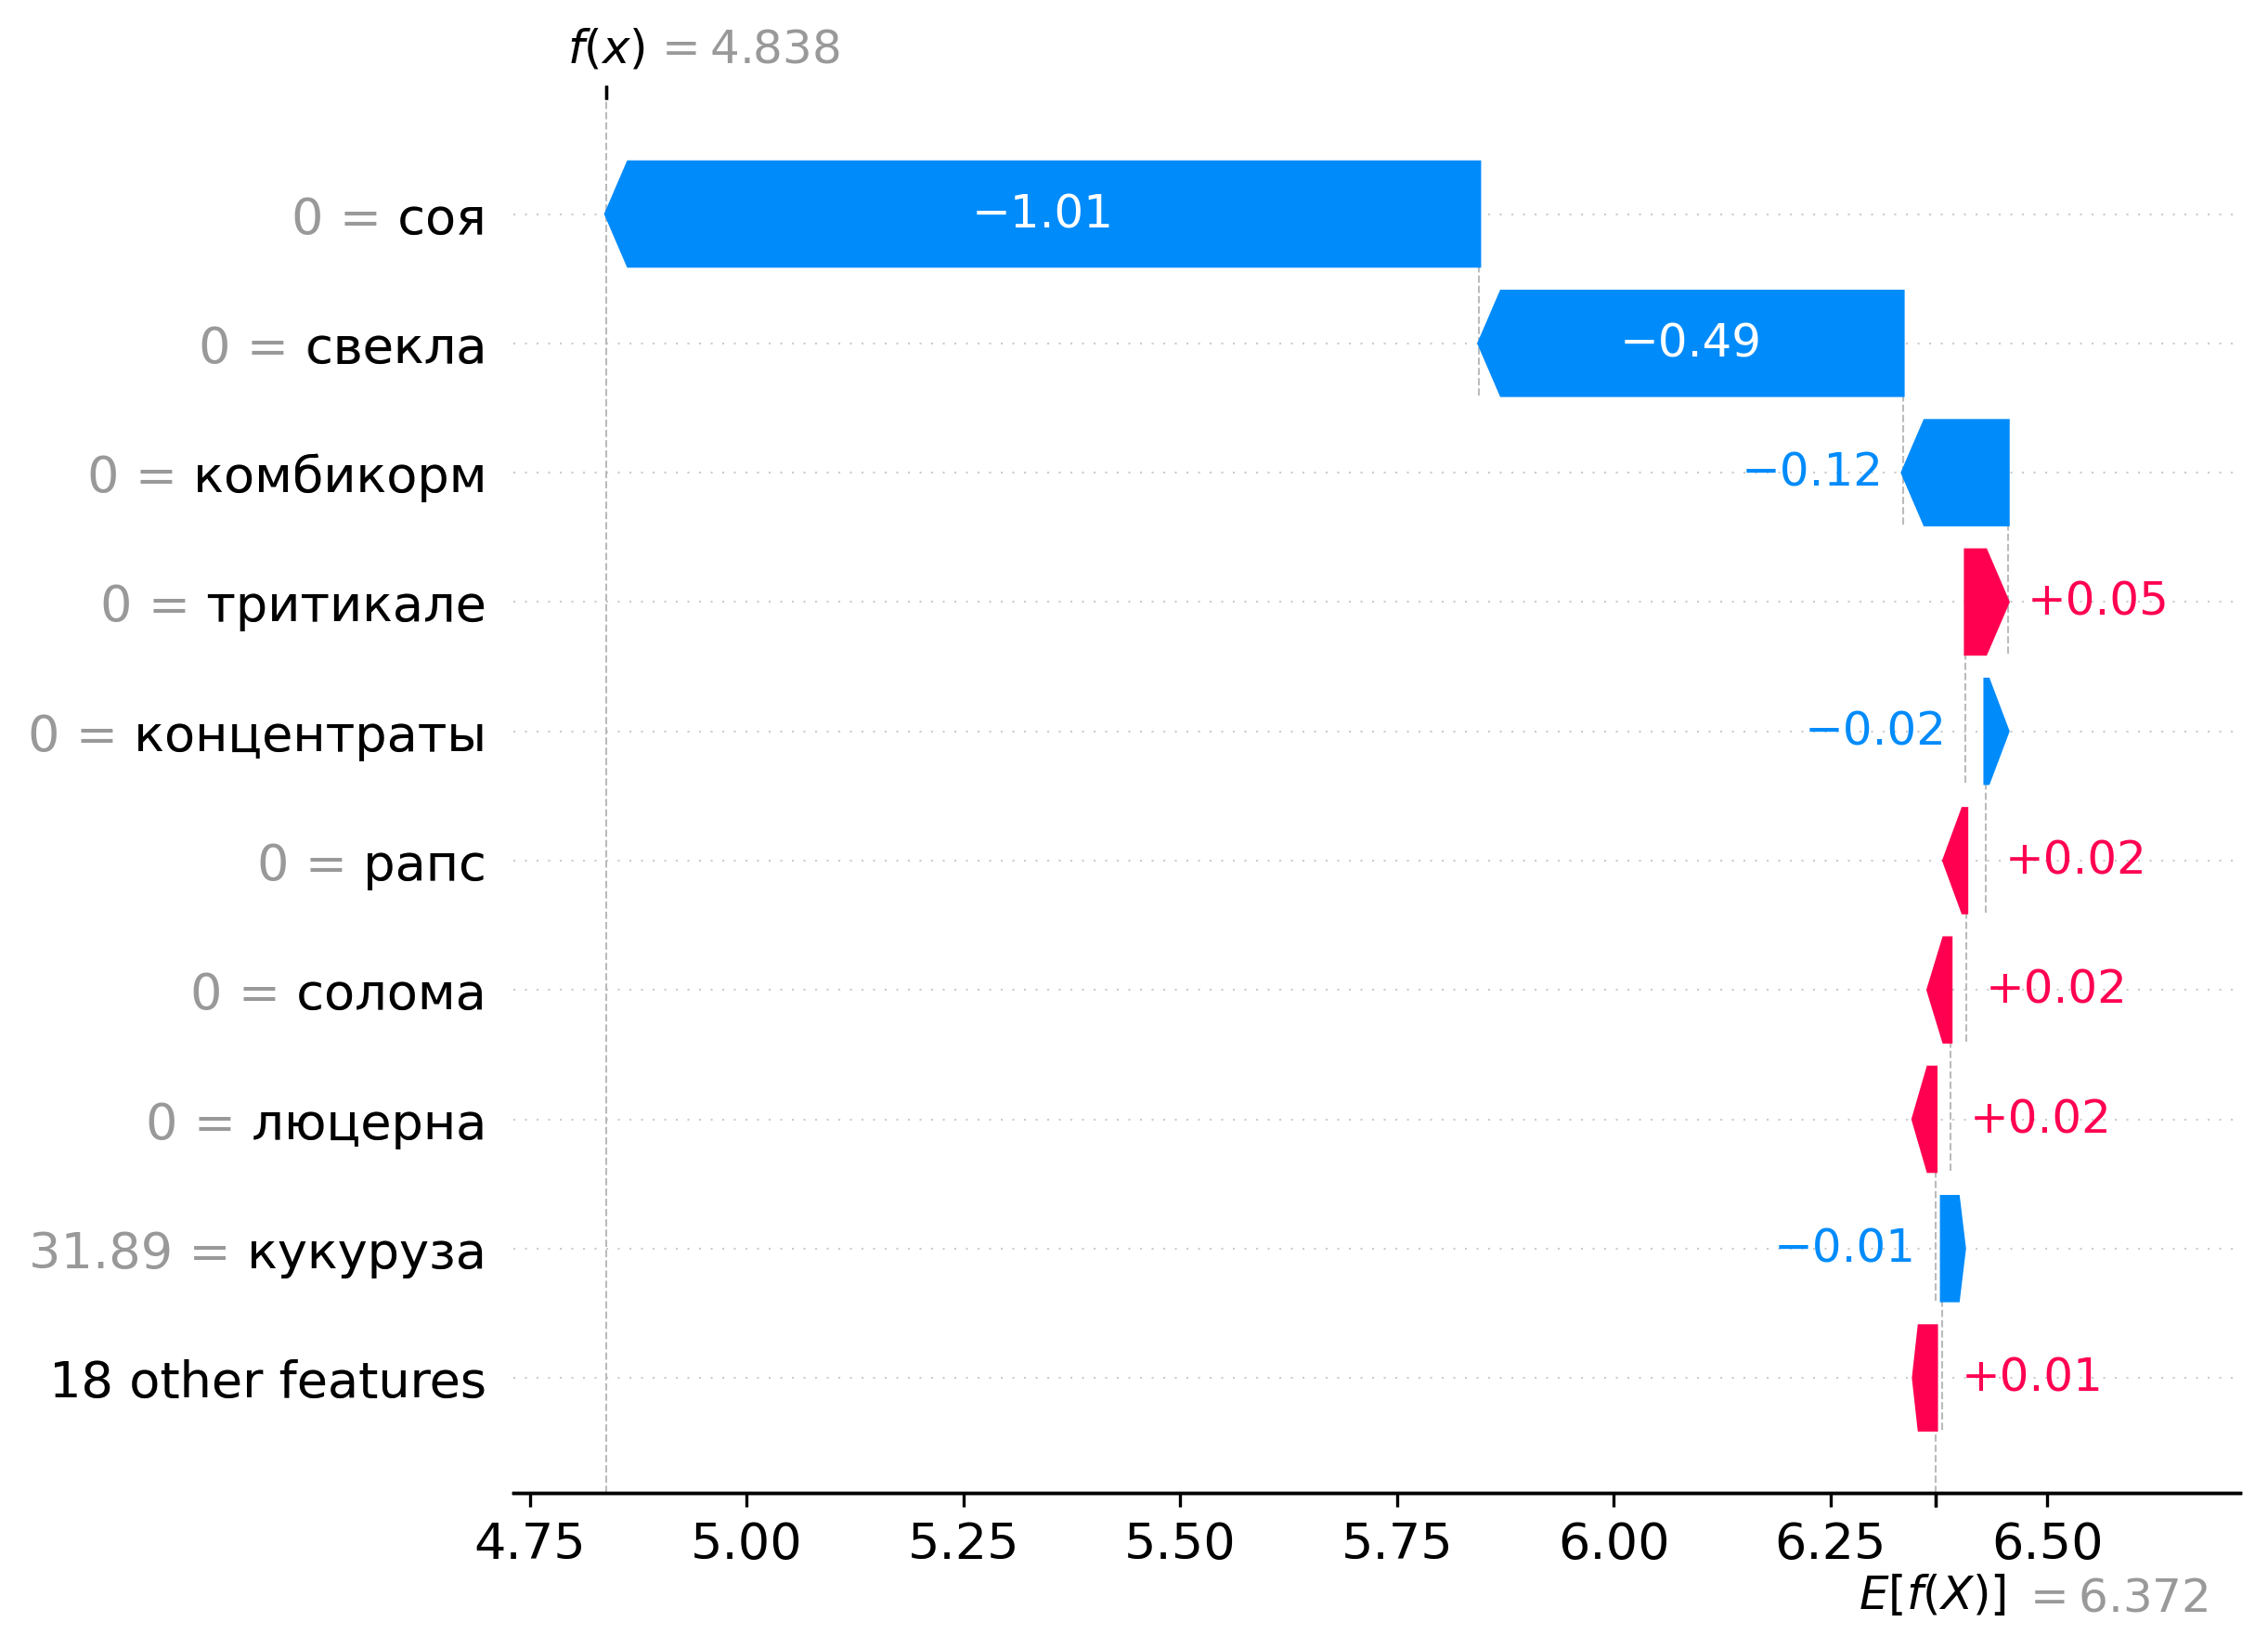 f(x) = 4.838
0 = соя −1.01
0 = свекла −0.49
0 = комбикорм −0.12
0 = тритикале +0.05
0 = концентраты −0.02
0 = рапс +0.02
0 = солома +0.02
0 = люцерна +0.02
31.89 = кукуруза −0.01
18 other features +0.01
4.75 5.00 5.25 5.50 5.75 6.00 6.25 6.50
E[f(X)] = 6.372